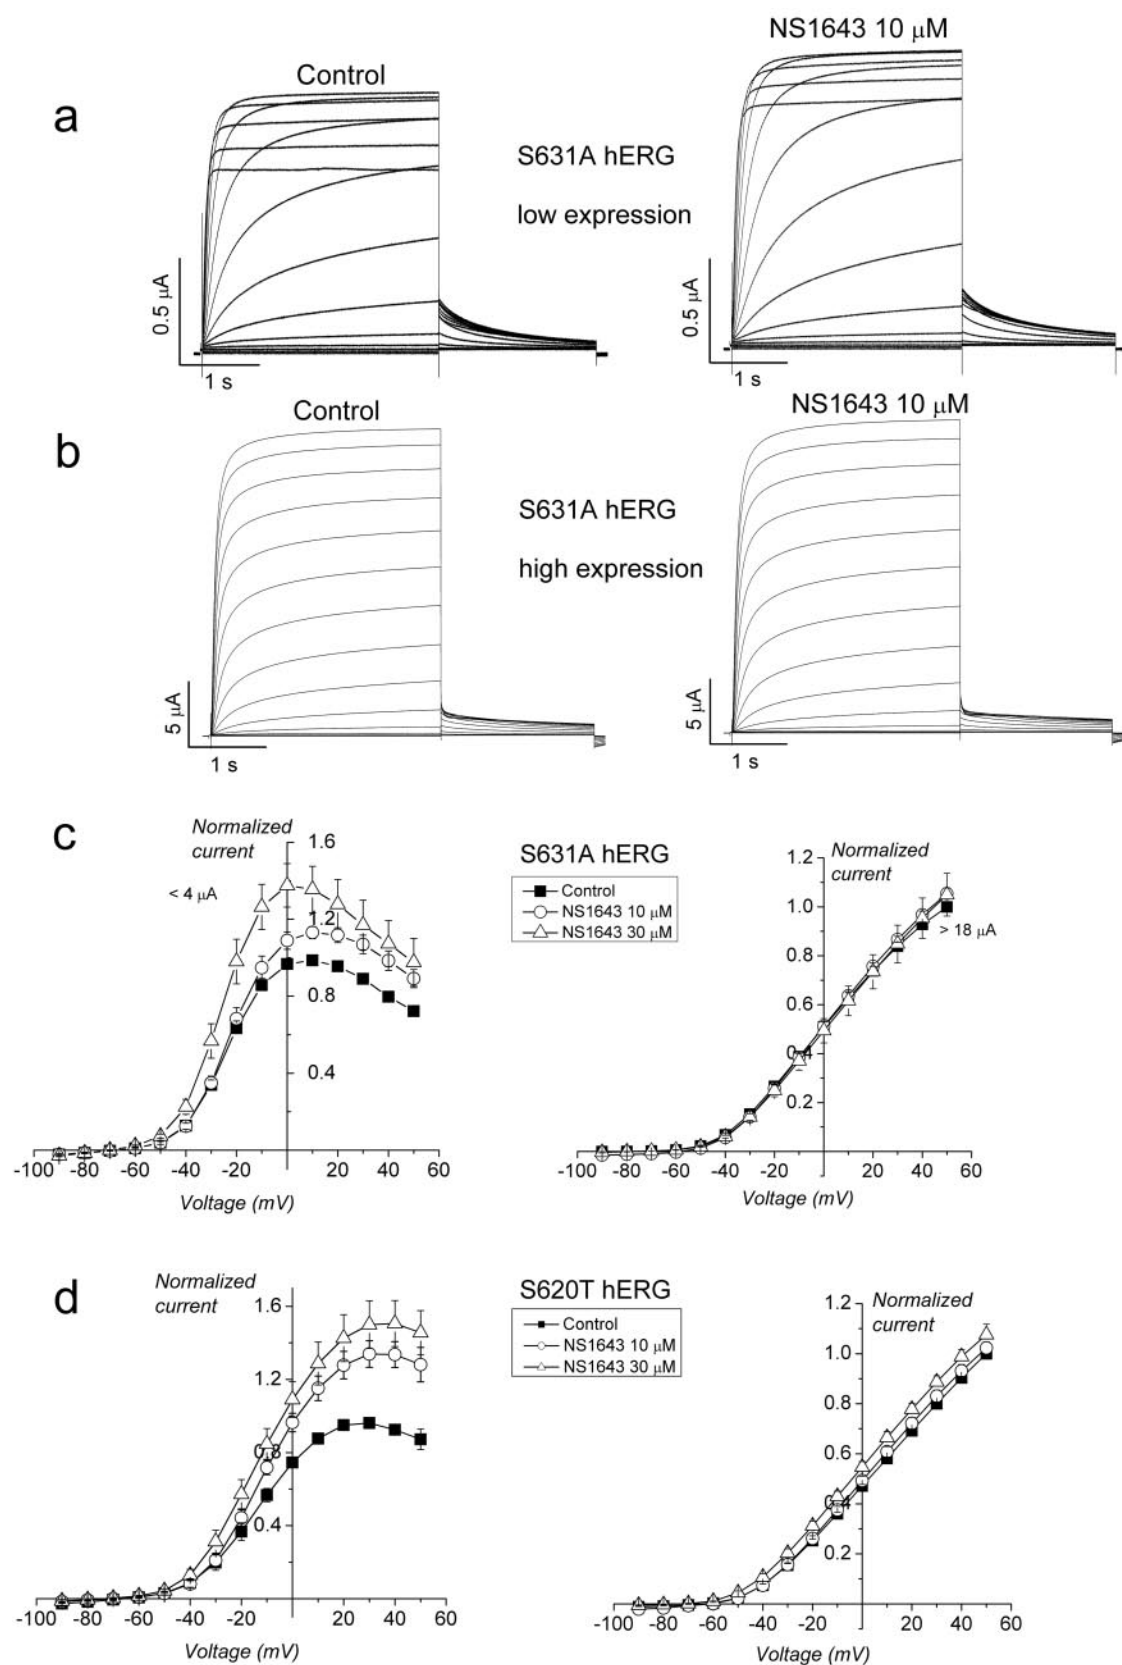 NS1643 10 μM
Control
a
S631A hERG
low expression
0.5 μA
1 s
0.5 μA
1 s
Control
NS1643 10 μM
b
S631A hERG
high expression
5 μA
1 s
5 μA
1 s
c
Normalized
current
1.6
< 4 μA
1.2
0.8
0.4
-100 -80 -60 -40 -20 20 40 60
Voltage (mV)
S631A hERG
Control
NS1643 10 μM
NS1643 30 μM
1.2
Normalized
current
1.0
> 18 μA
0.8
0.6
0.4
0.2
-100 -80 -60 -40 -20 20 40 60
Voltage (mV)
d
Normalized
current
1.6
1.2
0.8
0.4
-100 -80 -60 -40 -20 20 40 60
Voltage (mV)
S620T hERG
Control
NS1643 10 μM
NS1643 30 μM
1.2
Normalized
current
1.0
0.8
0.6
0.4
0.2
-100 -80 -60 -40 -20 20 40 60
Voltage (mV)